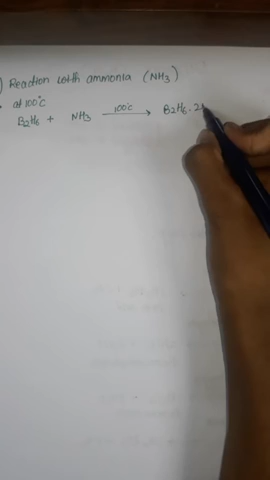 ) Reaction with ammonia (NH3)
at 100°c
B2H6 + NH3 100°c → B2H6.2